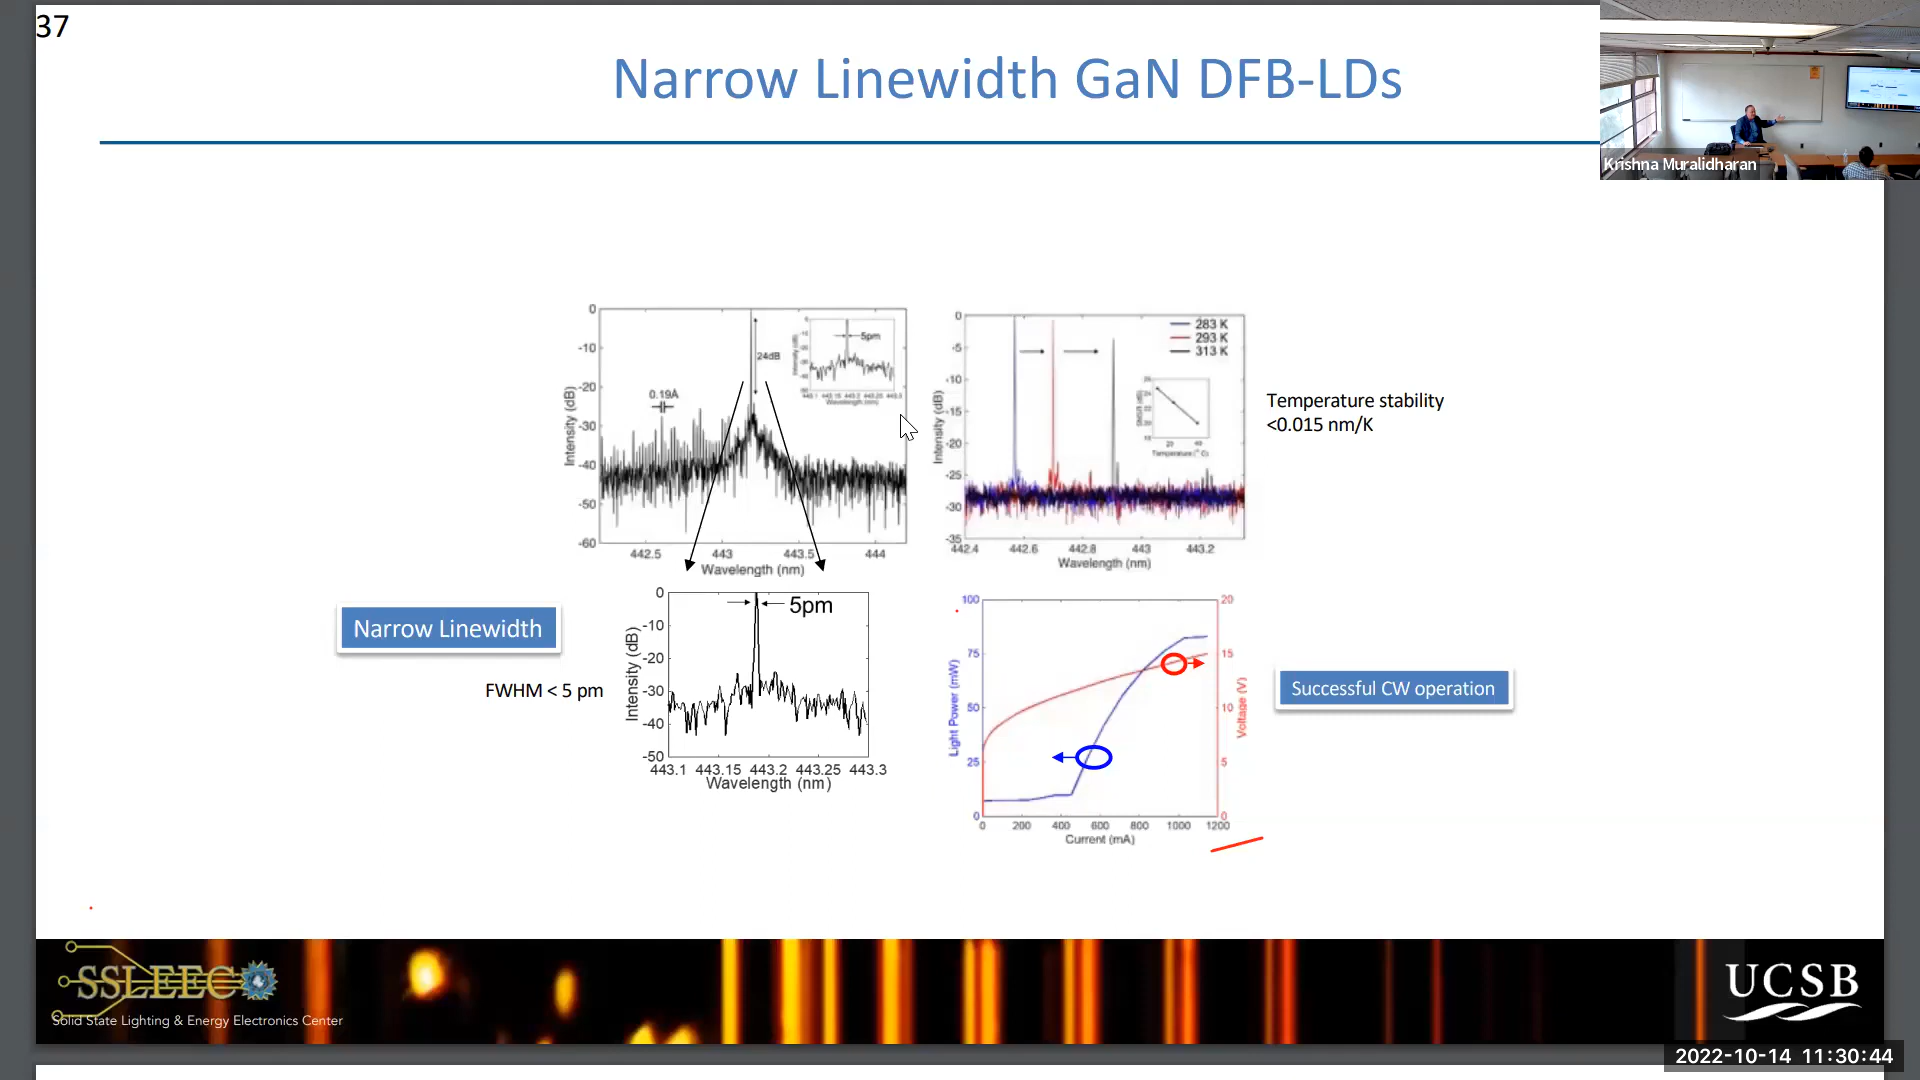 37
Narrow Linewidth GaN DFB-LDs
Krishna Muralidharan
0
-10
-20
-30
-40
-50
-60
Intensity (dB)
0.19Å
24dB
5pm
442.5 443 443.5 444
Wavelength (nm)
0
-5
-10
-15
-20
-25
-30
-35
Intensity (dB)
283 K
293 K
313 K
442.4 442.6 442.8 443 443.2
Wavelength (nm)
Temperature stability
<0.015 nm/K
Narrow Linewidth
FWHM < 5 pm
0
-10
-20
-30
-40
-50
Intensity (dB)
5pm
443.1 443.15 443.2 443.25 443.3
Wavelength (nm)
100
75
50
25
0
Light Power (mW)
20
15
10
5
0
Voltage (V)
0 200 400 600 800 1000 1200
Current (mA)
Successful CW operation
SSLEEC
Solid State Lighting & Energy Electronics Center
UCSB
2022-10-14 11:30:44